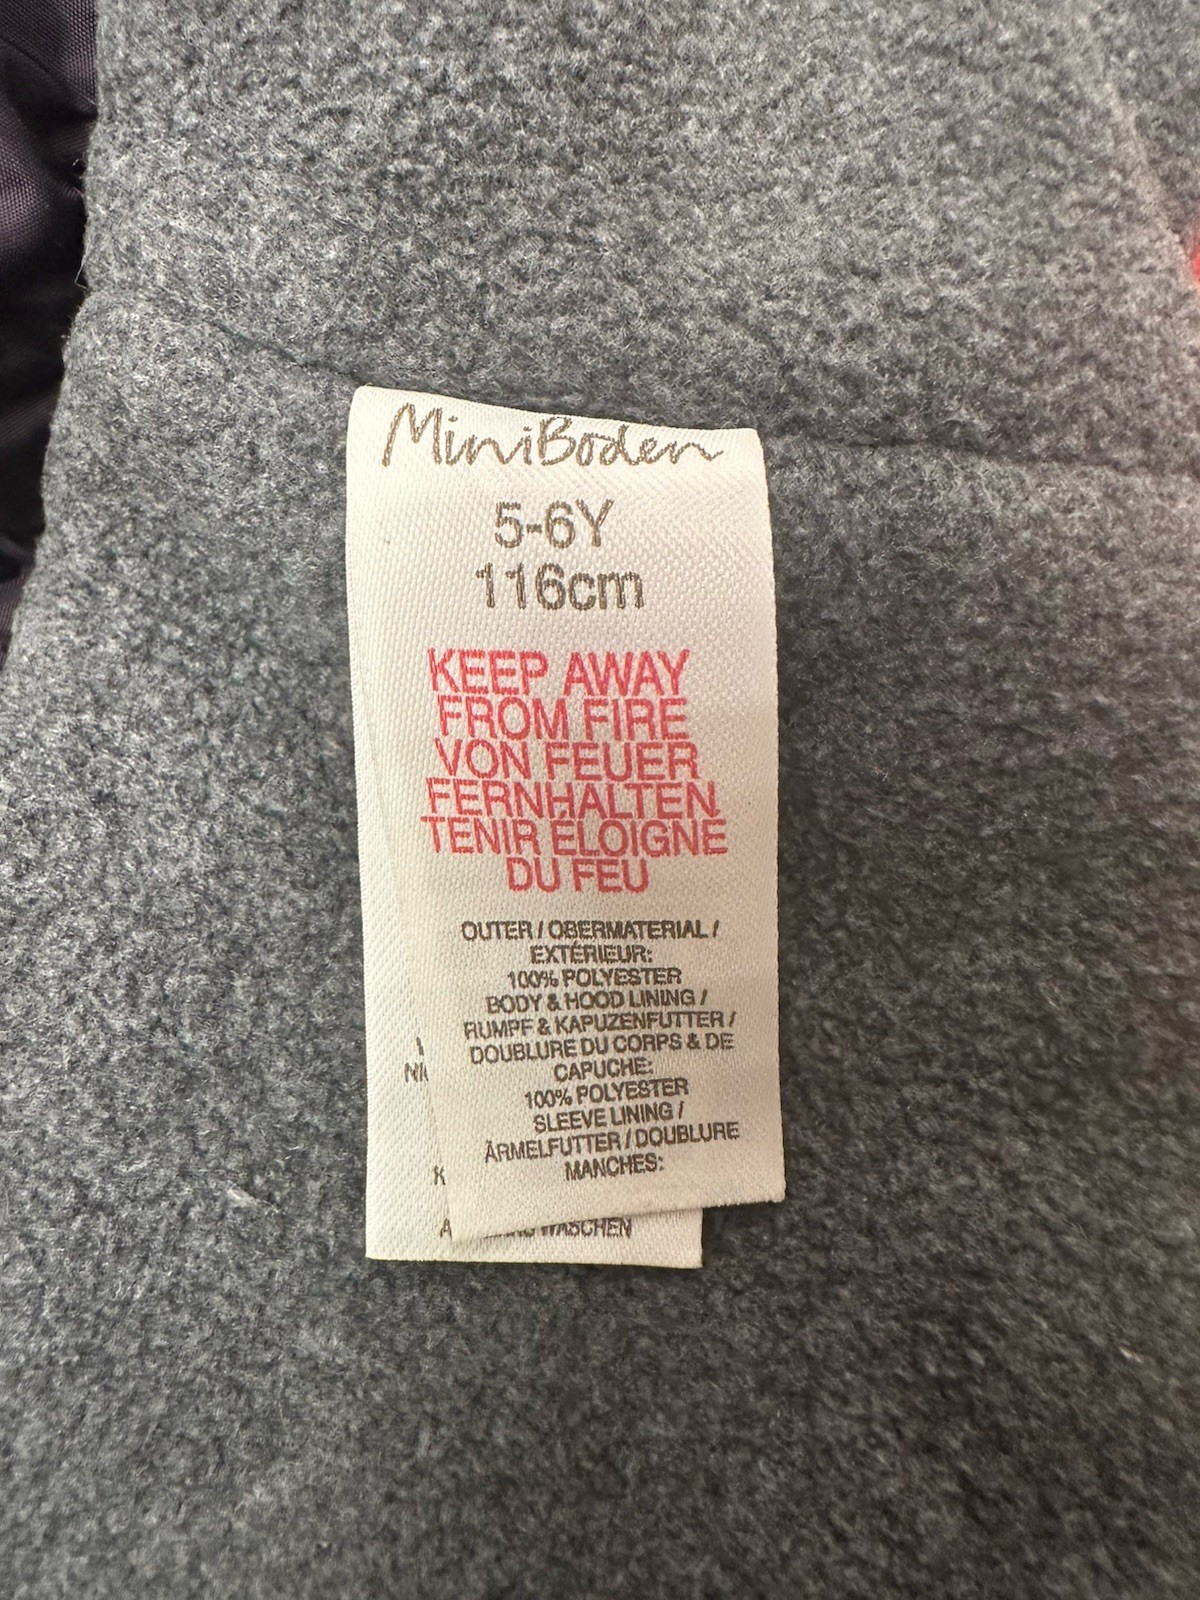 MiniBoden
5-6Y
116cm
KEEP AWAY
FROM FIRE
VON FEUER
FERNHALTEN
TENIR ÉLOIGNE
DU FEU
OUTER / OBERMATERIAL /
EXTÉRIEUR:
100% POLYESTER
BODY & HOOD LINING /
RUMPF & KAPUZENFUTTER /
DOUBLURE DU CORPS & DE
CAPUCHE:
100% POLYESTER
SLEEVE LINING /
ÄRMELFUTTER / DOUBLURE
MANCHES:
WASCHEN